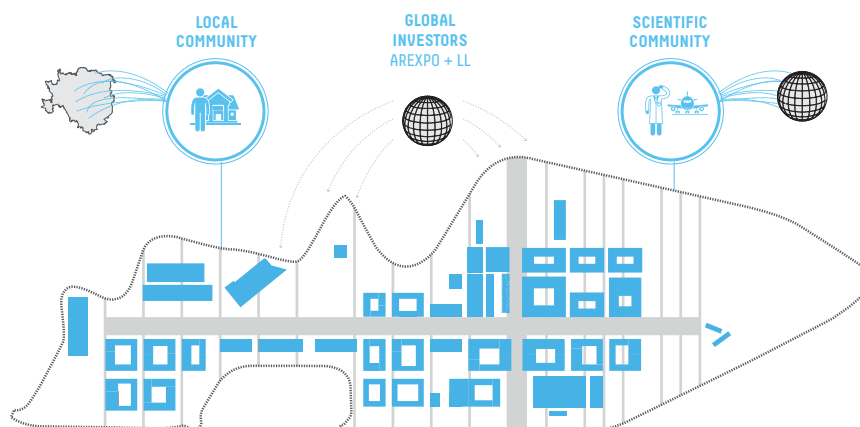 LOCAL
COMMUNITY
GLOBAL
INVESTORS
AREXPO + LL
SCIENTIFIC
COMMUNITY